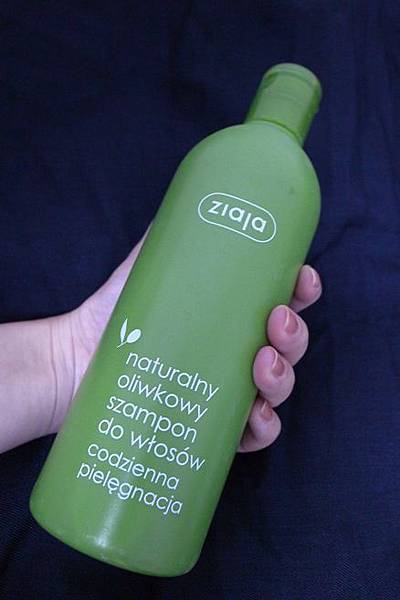 ziaja
naturalny
oliwkowy
szampon
do włosów
codzienna
pielęgnacja